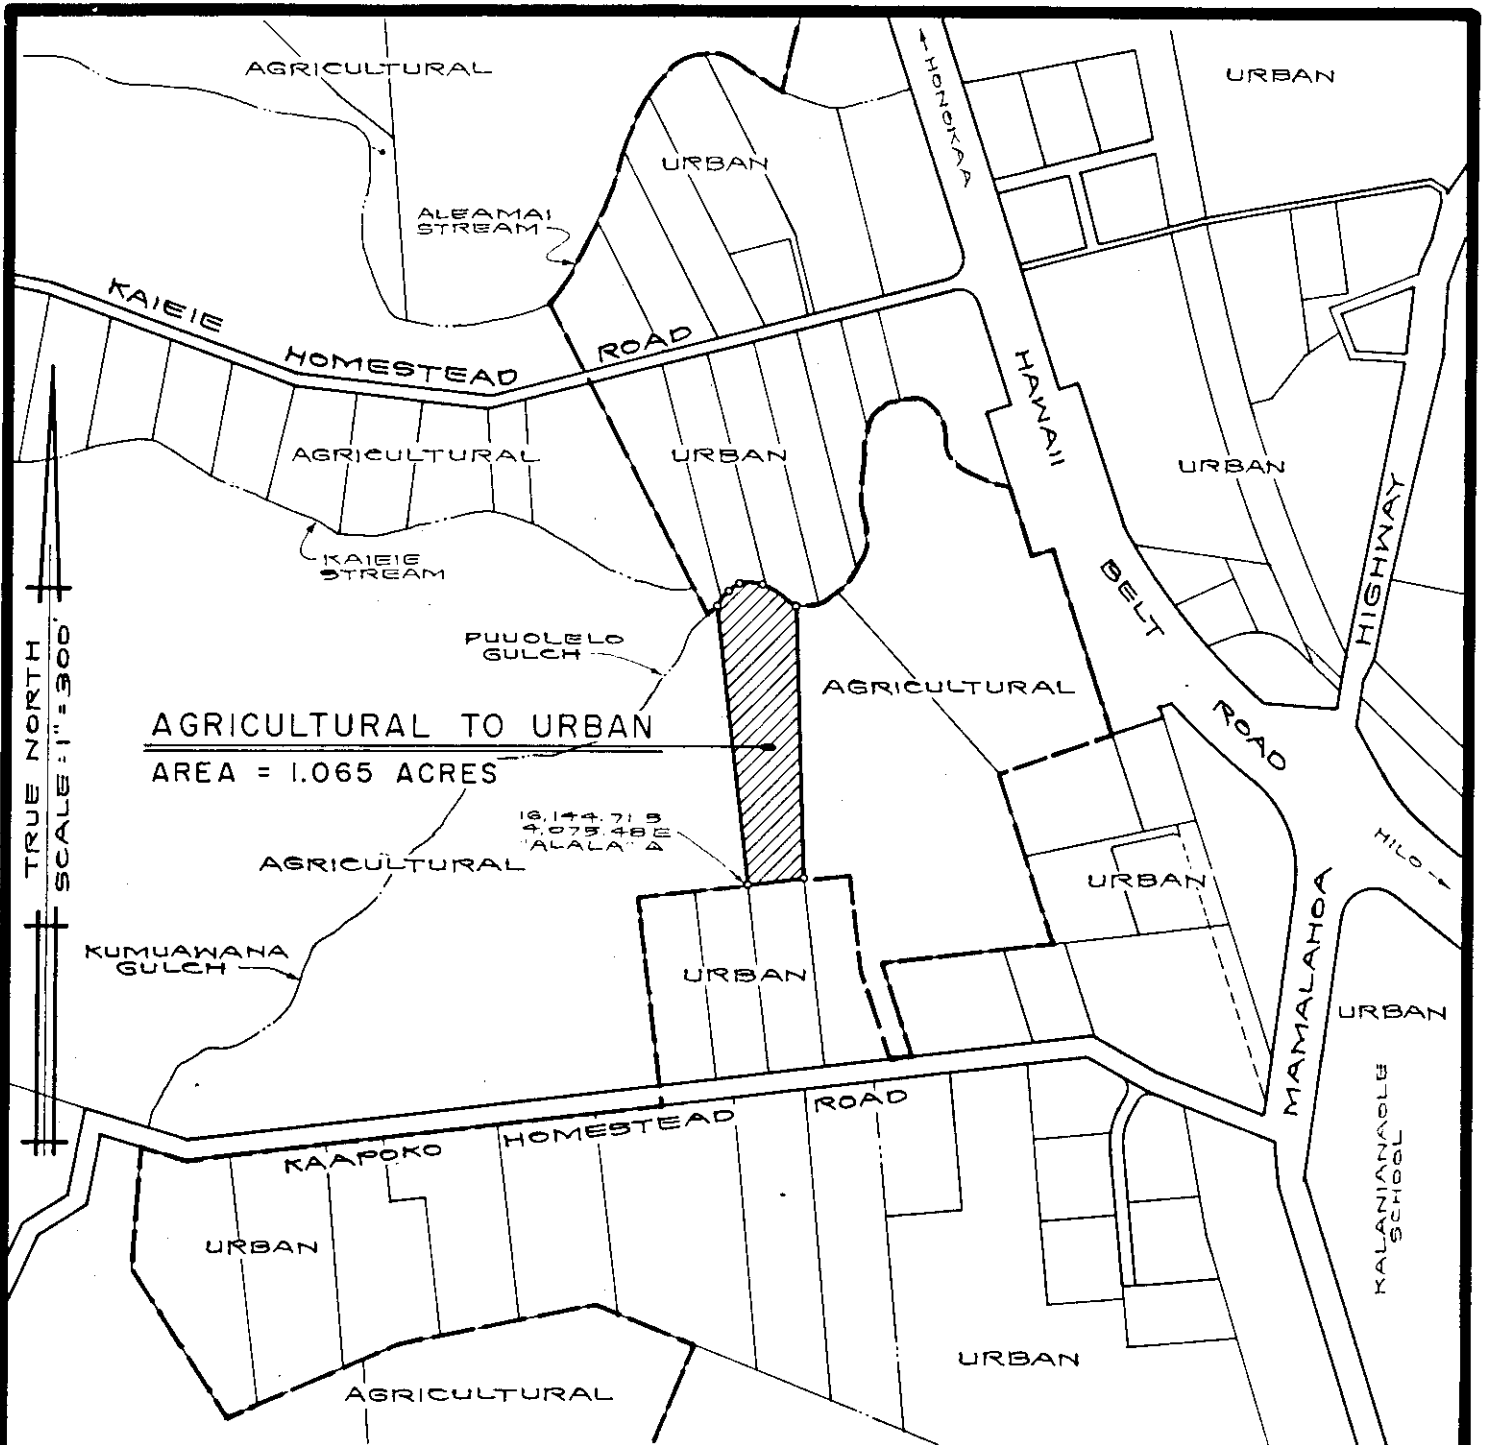 AGRICULTURAL
URBAN
HONOKAA
URBAN
ALEAMAI
STREAM
KAIEIE HOMESTEAD ROAD
AGRICULTURAL
URBAN
HAWAII BELT ROAD
URBAN
KAIEIE
STREAM
HIGHWAY
PUUOLELO
GULCH
AGRICULTURAL
AGRICULTURAL TO URBAN
AREA = 1.065 ACRES
TRUE NORTH
SCALE: 1" = 300'
16,144.71 S
4,075.48 E
"ALALA" Δ
HILO
AGRICULTURAL
URBAN
KUMUAWANA
GULCH
URBAN
MAMALAHOA
URBAN
KAAPOKO HOMESTEAD ROAD
KALANIANAOLE
SCHOOL
URBAN
URBAN
AGRICULTURAL